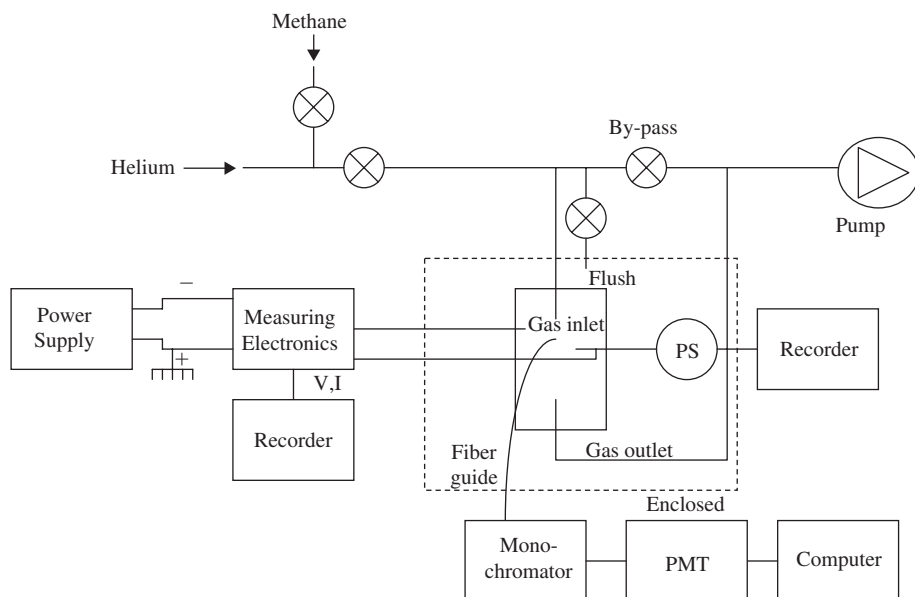 Methane
Helium
By-pass
Pump
Flush
−
Power
Supply
+
Measuring
Electronics
V,I
Recorder
Gas inlet
PS
Recorder
Fiber
guide
Gas outlet
Enclosed
Mono-
chromator
PMT
Computer